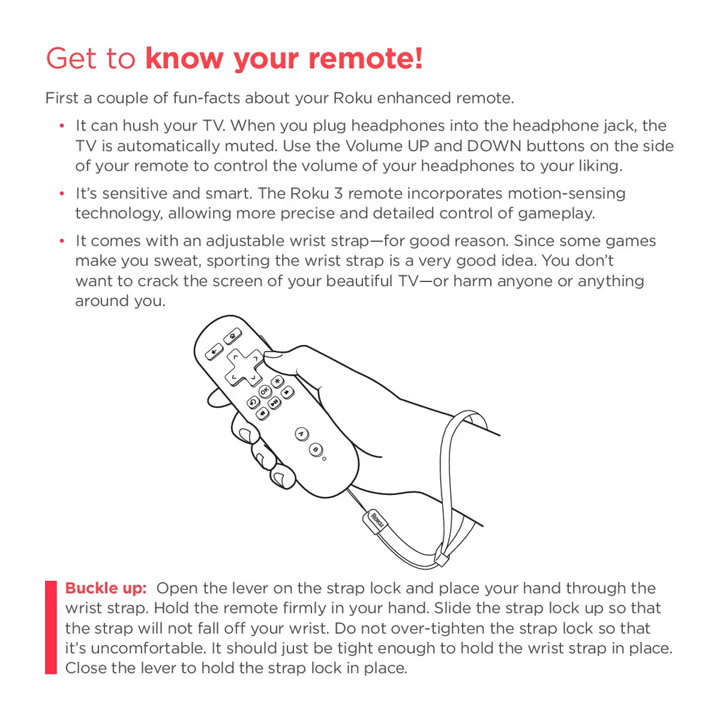 Get to know your remote!
First a couple of fun-facts about your Roku enhanced remote.
• It can hush your TV. When you plug headphones into the headphone jack, the
TV is automatically muted. Use the Volume UP and DOWN buttons on the side
of your remote to control the volume of your headphones to your liking.
• It’s sensitive and smart. The Roku 3 remote incorporates motion-sensing
technology, allowing more precise and detailed control of gameplay.
• It comes with an adjustable wrist strap—for good reason. Since some games
make you sweat, sporting the wrist strap is a very good idea. You don’t
want to crack the screen of your beautiful TV—or harm anyone or anything
around you.
OK
A
B
Roku
Buckle up: Open the lever on the strap lock and place your hand through the
wrist strap. Hold the remote firmly in your hand. Slide the strap lock up so that
the strap will not fall off your wrist. Do not over-tighten the strap lock so that
it’s uncomfortable. It should just be tight enough to hold the wrist strap in place.
Close the lever to hold the strap lock in place.